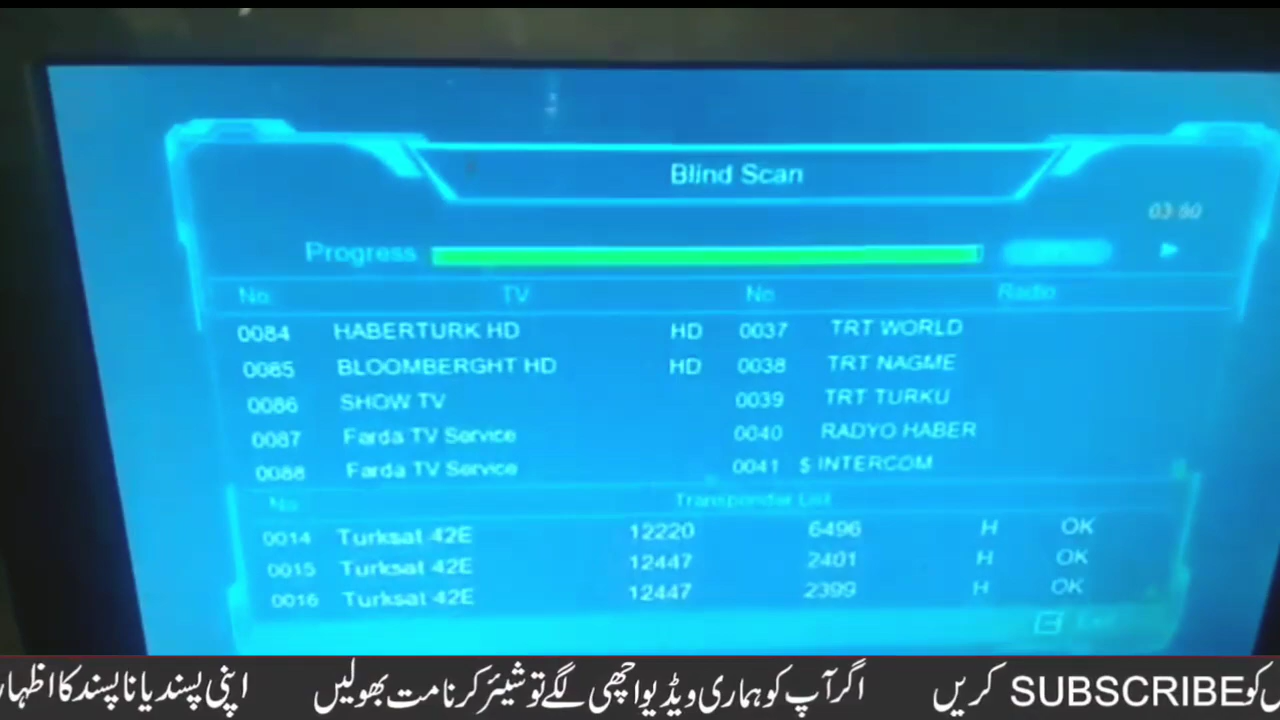 Blind Scan
03:50
Progress
No TV No Radio
0084 HABERTURK HD HD 0037 TRT WORLD
0085 BLOOMBERGHT HD HD 0038 TRT NAGME
0086 SHOW TV 0039 TRT TURKU
0087 Farda TV Service 0040 RADYO HABER
0088 Farda TV Service 0041 $ INTERCOM
No Transponder List
0014 Turksat 42E 12220 6496 H OK
0015 Turksat 42E 12447 2401 H OK
0016 Turksat 42E 12447 2399 H OK
کو SUBSCRIBE کریں اگر آپ کو ہماری ویڈیو اچھی لگے تو شیئر کرنا مت بھولیں اپنی پسند یا ناپسند کا اظہار